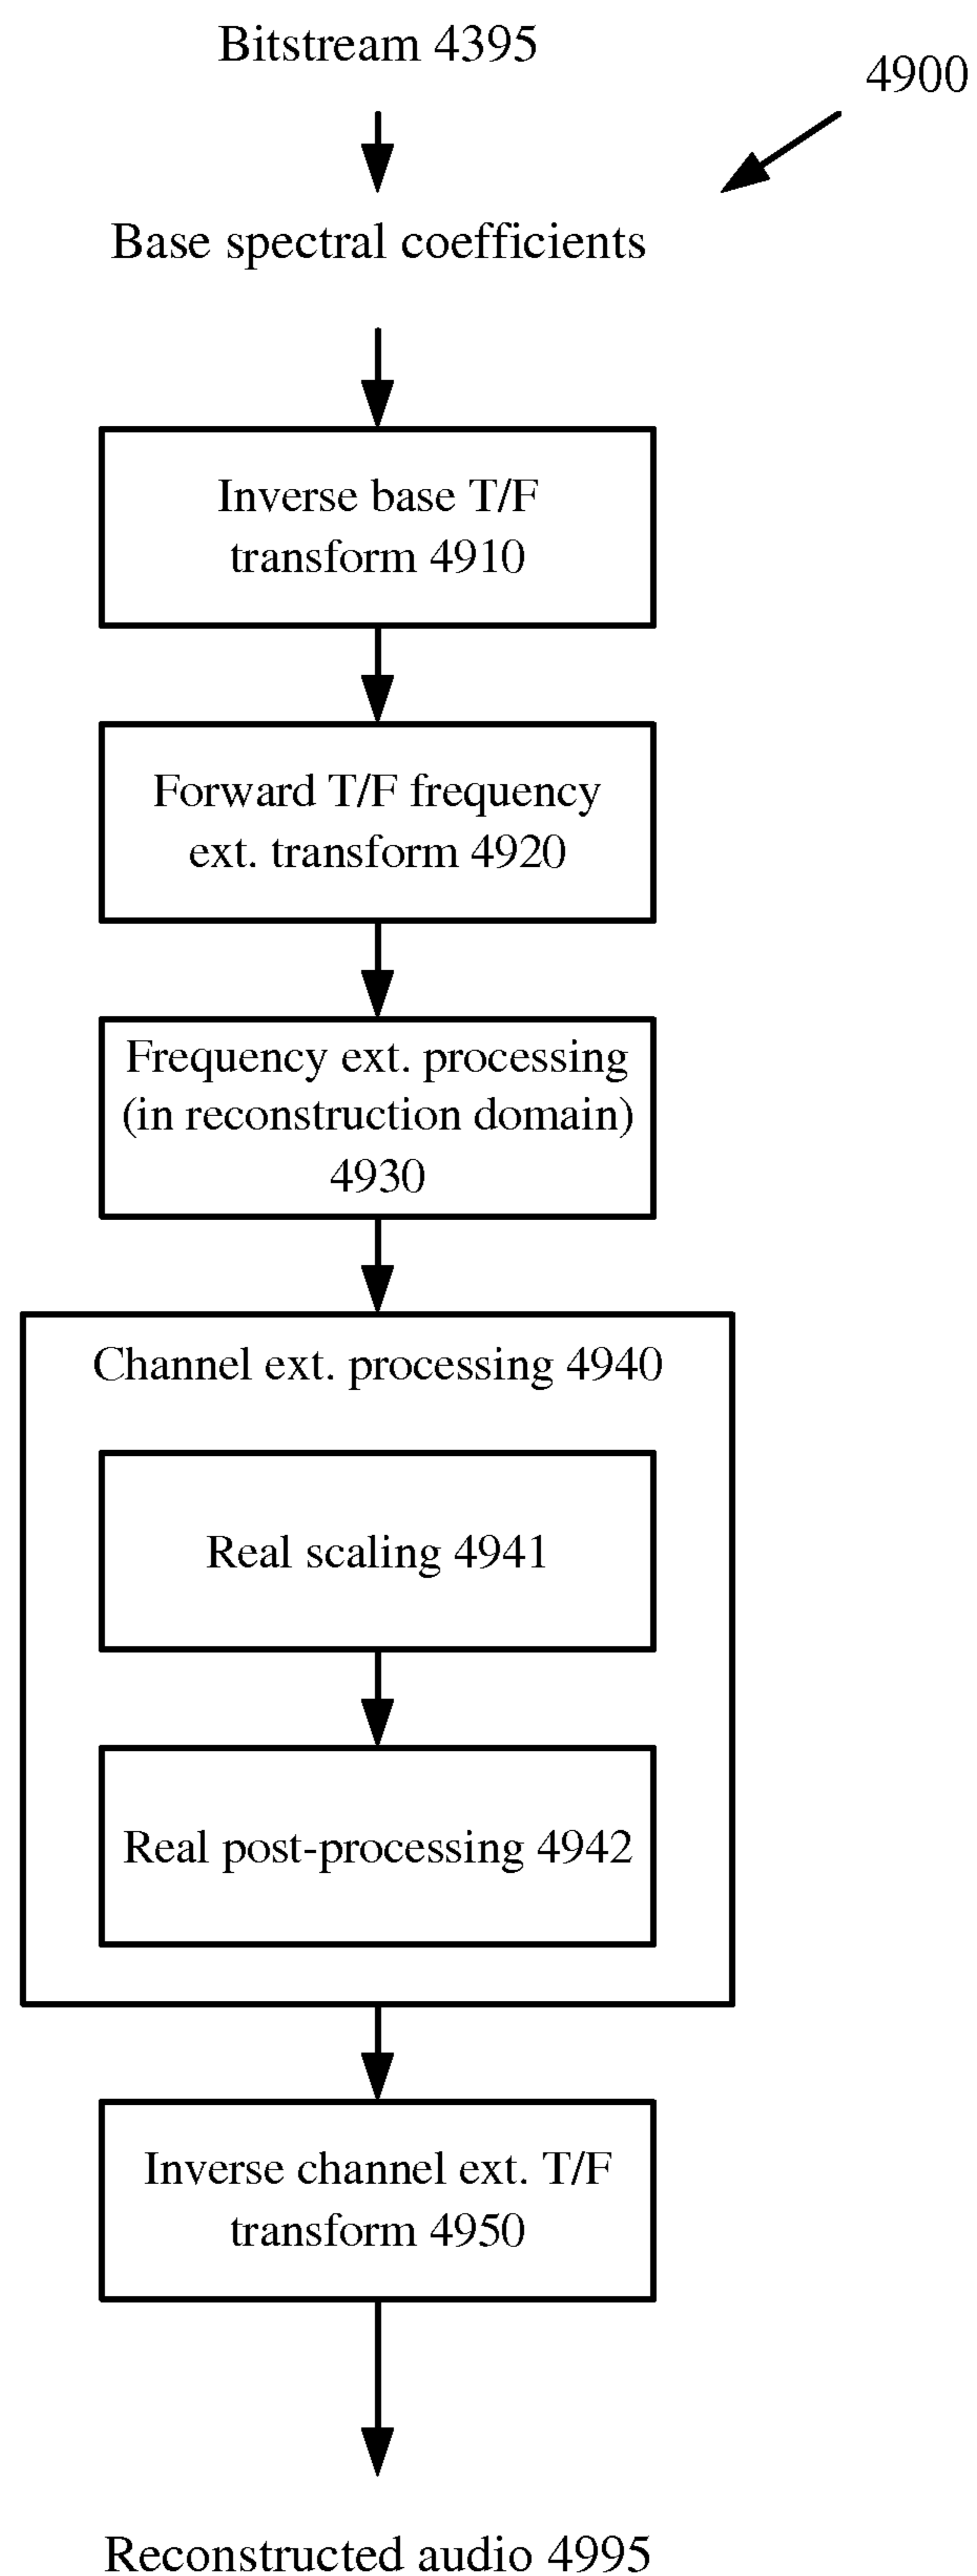 Bitstream 4395
4900
Base spectral coefficients
Inverse base T/F
transform 4910
Forward T/F frequency
ext. transform 4920
Frequency ext. processing
(in reconstruction domain)
4930
Channel ext. processing 4940
Real scaling 4941
Real post-processing 4942
Inverse channel ext. T/F
transform 4950
Reconstructed audio 4995